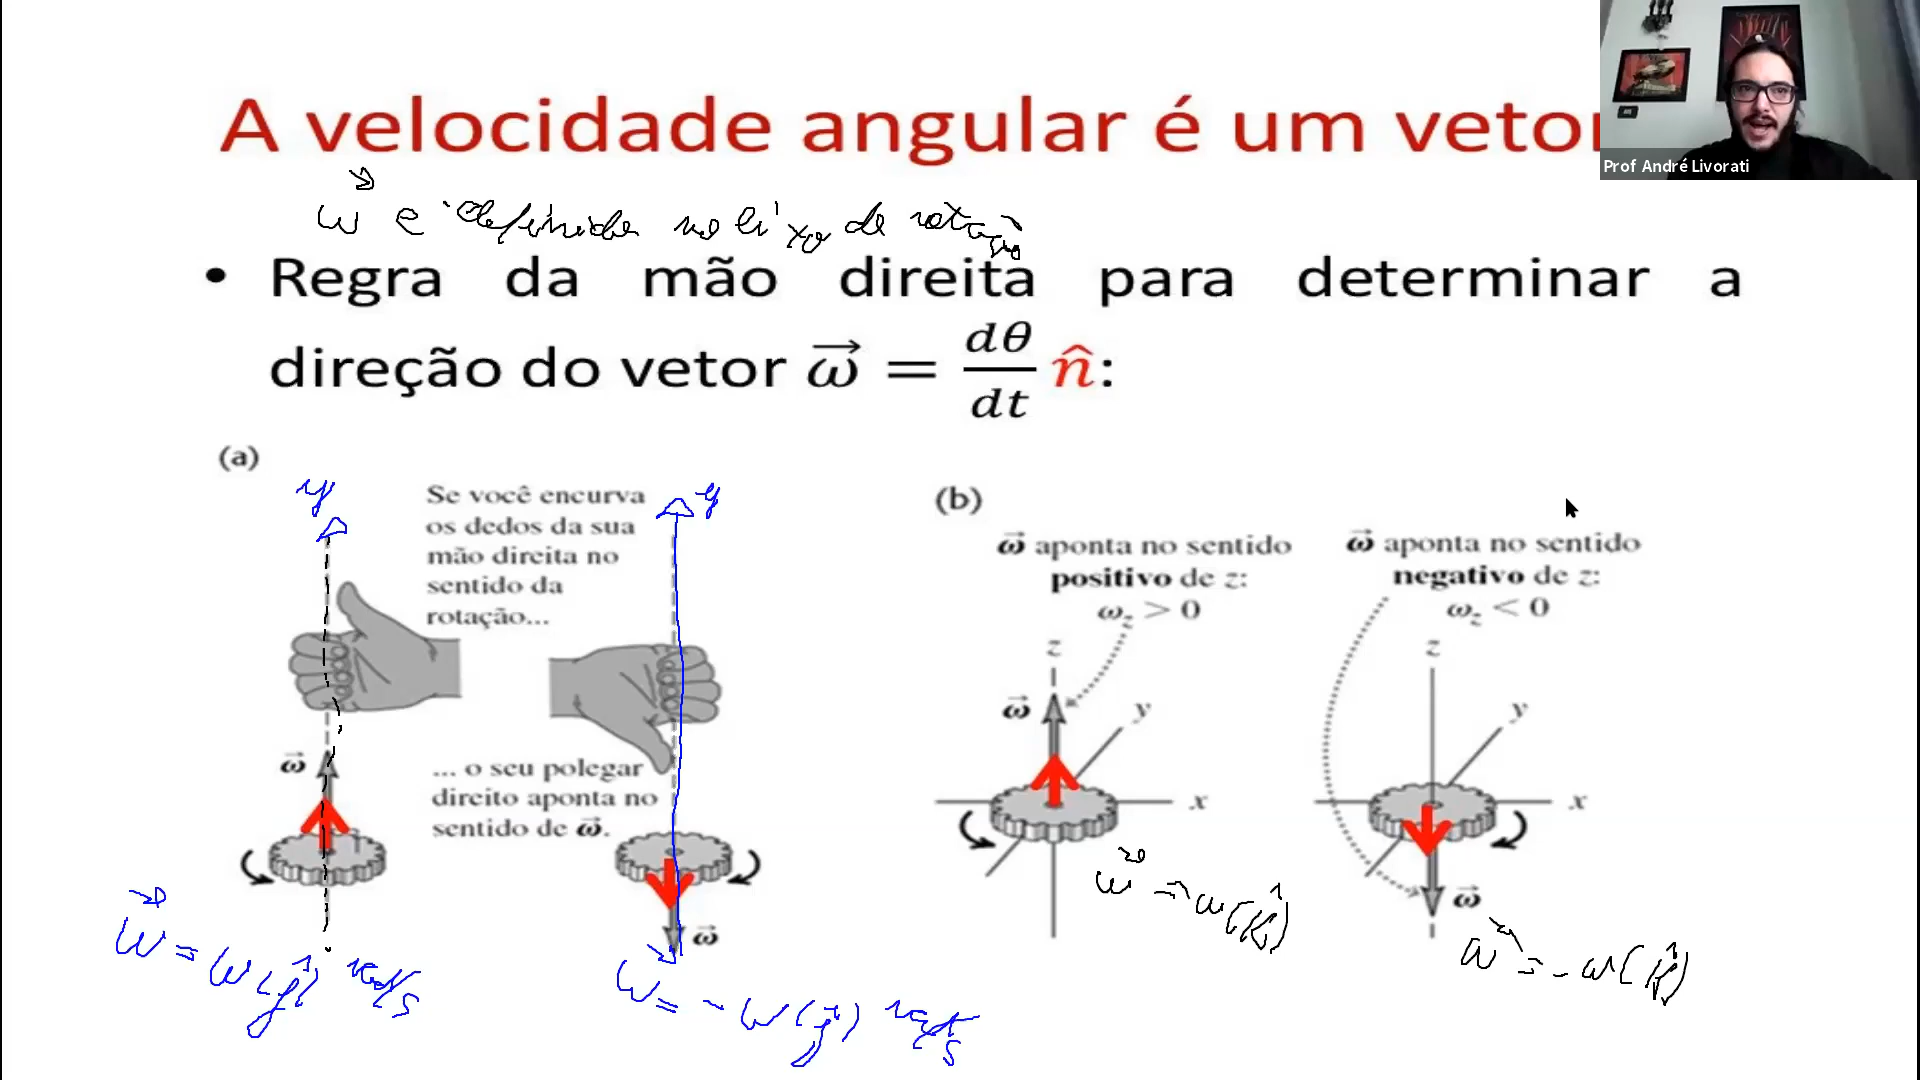 A velocidade angular é um vetor
Prof André Livorati
ω⃗ é definida no eixo de rotação
• Regra da mão direita para determinar a
direção do vetor ω⃗ = dθ/dt n̂:
(a)
y
Se você encurva
os dedos da sua
mão direita no
sentido da
rotação...
y
ω⃗
... o seu polegar
direito aponta no
sentido de ω⃗.
ω⃗
ω⃗ = ω(ĵ) rad/s
ω⃗ = -ω(ĵ) rad/s
(b)
ω⃗ aponta no sentido
positivo de z:
ω_z > 0
z
ω⃗
y
x
ω⃗ = ω(k̂)
ω⃗ aponta no sentido
negativo de z:
ω_z < 0
z
y
x
ω⃗
ω⃗ = -ω(k̂)